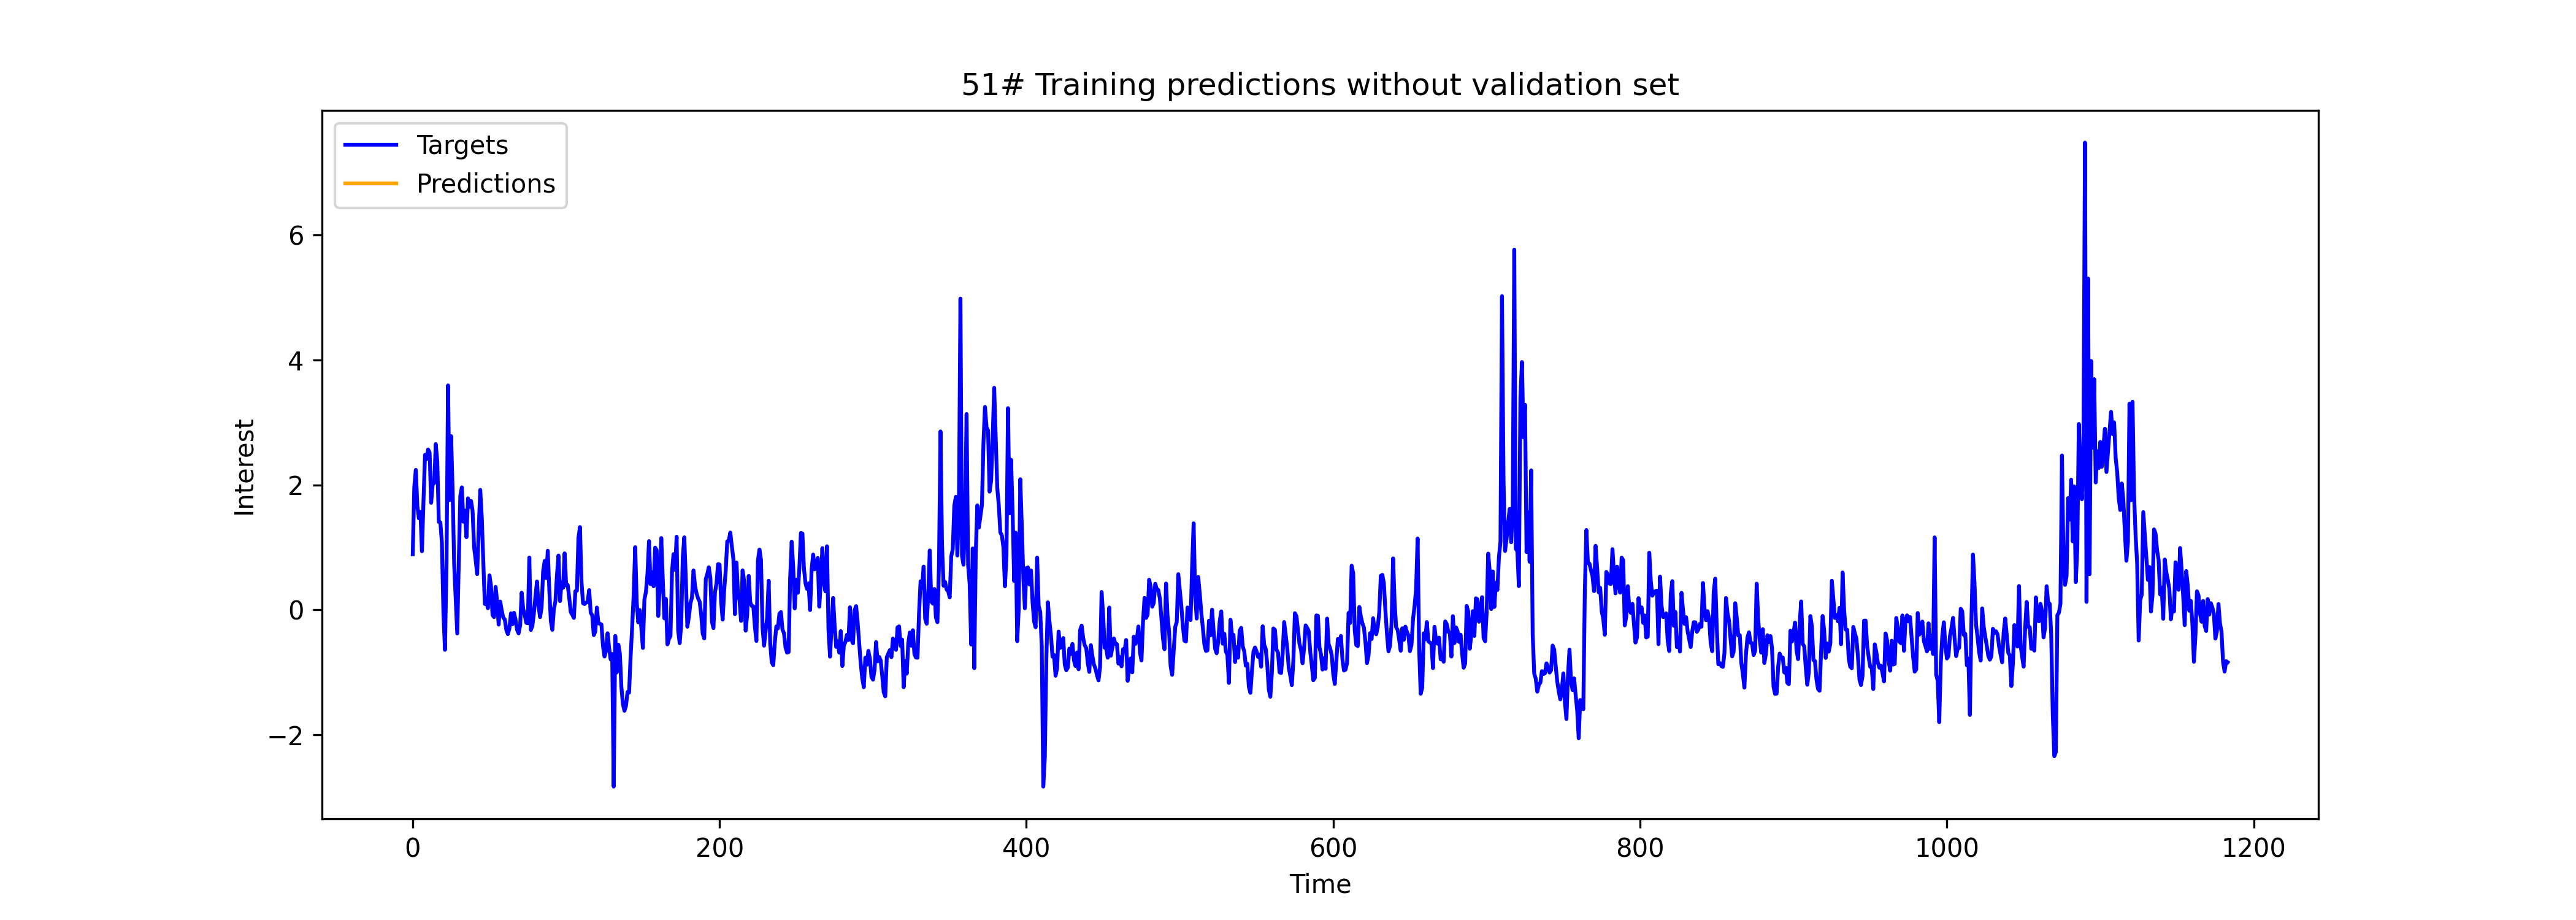 51# Training predictions without validation set
Targets
Predictions
Interest
6
4
2
0
−2
0 200 400 600 800 1000 1200
Time